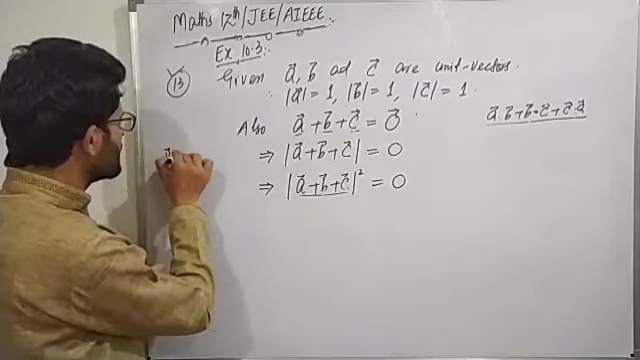 Maths 12th/JEE/AIEEE
Ex 10.3
(13) Given a⃗, b⃗ ad c⃗ are unit-vectors.
∴ |a⃗| = 1, |b⃗| = 1, |c⃗| = 1.
Also a⃗ + b⃗ + c⃗ = 0⃗
a⃗.b⃗ + b⃗.c⃗ + c⃗.a⃗
⇒ |a⃗ + b⃗ + c⃗| = 0
⇒ |a⃗ + b⃗ + c⃗|² = 0